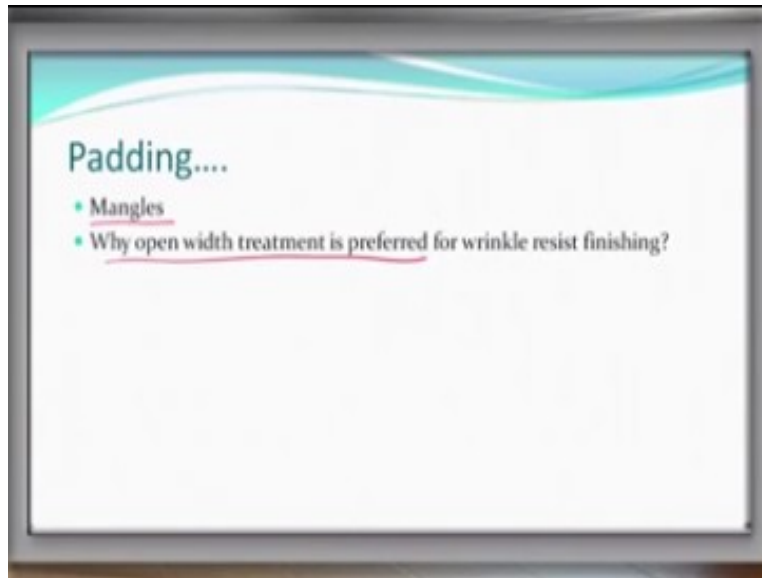 Padding....
Mangles
Why open width treatment is preferred for wrinkle resist finishing?